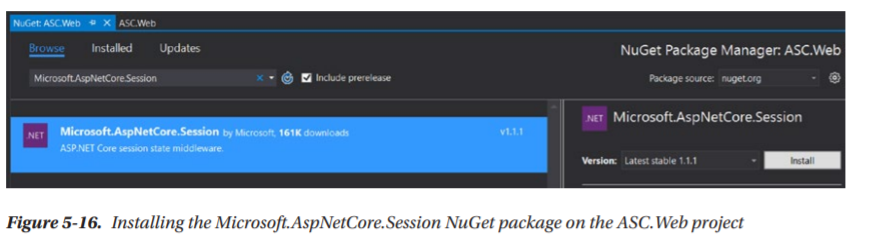 NuGet: ASC.Web ASC.Web
Browse Installed Updates
NuGet Package Manager: ASC.Web
Microsoft.AspNetCore.Session
Include prerelease
Package source: nuget.org
.NET
Microsoft.AspNetCore.Session by Microsoft, 161K downloads
v1.1.1
ASP.NET Core session state middleware.
.NET
Microsoft.AspNetCore.Session
Version: Latest stable 1.1.1
Install
Figure 5-16. Installing the Microsoft.AspNetCore.Session NuGet package on the ASC.Web project